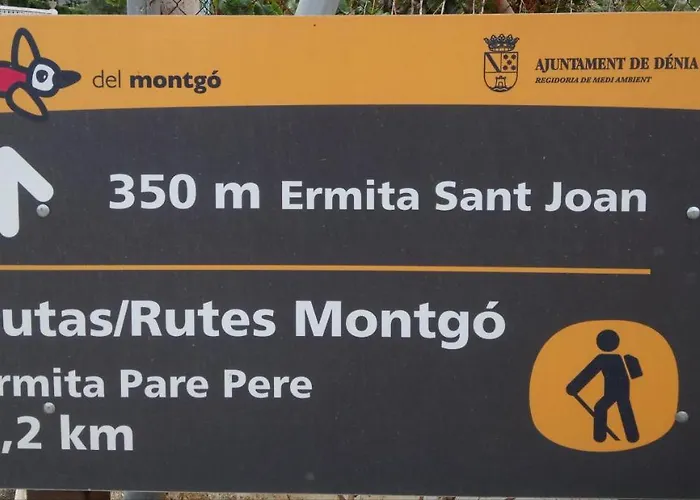 del montgó
AJUNTAMENT DE DÉNIA
REGIDORIA DE MEDI AMBIENT
350 m Ermita Sant Joan
utas/Rutes Montgó
rmita Pare Pere
,2 km